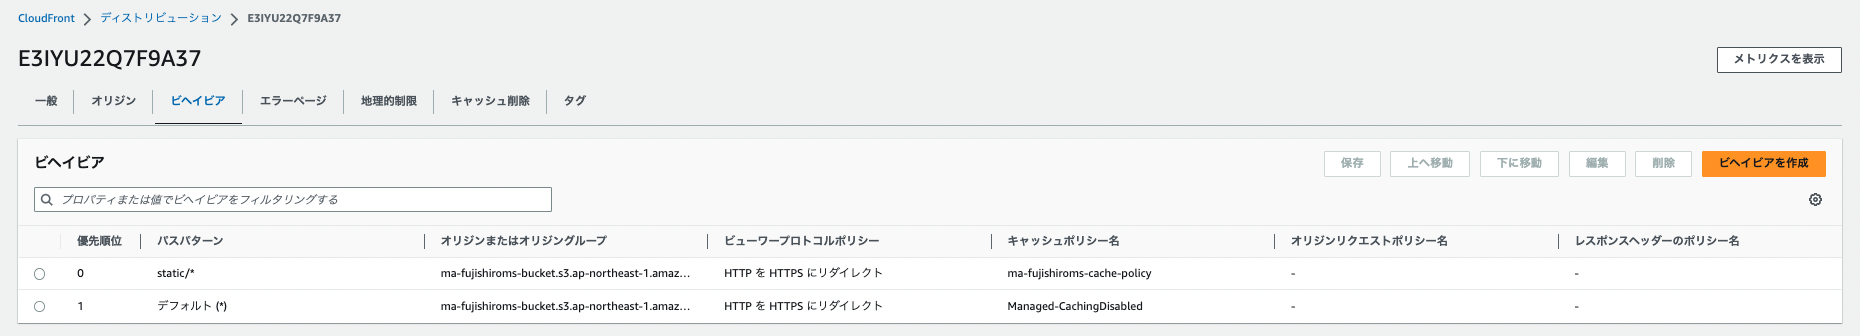 CloudFront > ディストリビューション > E3IYU22Q7F9A37
E3IYU22Q7F9A37
メトリクスを表示
一般 オリジン ビヘイビア エラーページ 地理的制限 キャッシュ削除 タグ
ビヘイビア
保存 上へ移動 下に移動 編集 削除 ビヘイビアを作成
プロパティまたは値でビヘイビアをフィルタリングする
優先順位 パスパターン オリジンまたはオリジングループ ビューワープロトコルポリシー キャッシュポリシー名 オリジンリクエストポリシー名 レスポンスヘッダーのポリシー名
0 static/* ma-fujishiroms-bucket.s3.ap-northeast-1.amaz... HTTP を HTTPS にリダイレクト ma-fujishiroms-cache-policy - -
1 デフォルト (*) ma-fujishiroms-bucket.s3.ap-northeast-1.amaz... HTTP を HTTPS にリダイレクト Managed-CachingDisabled - -